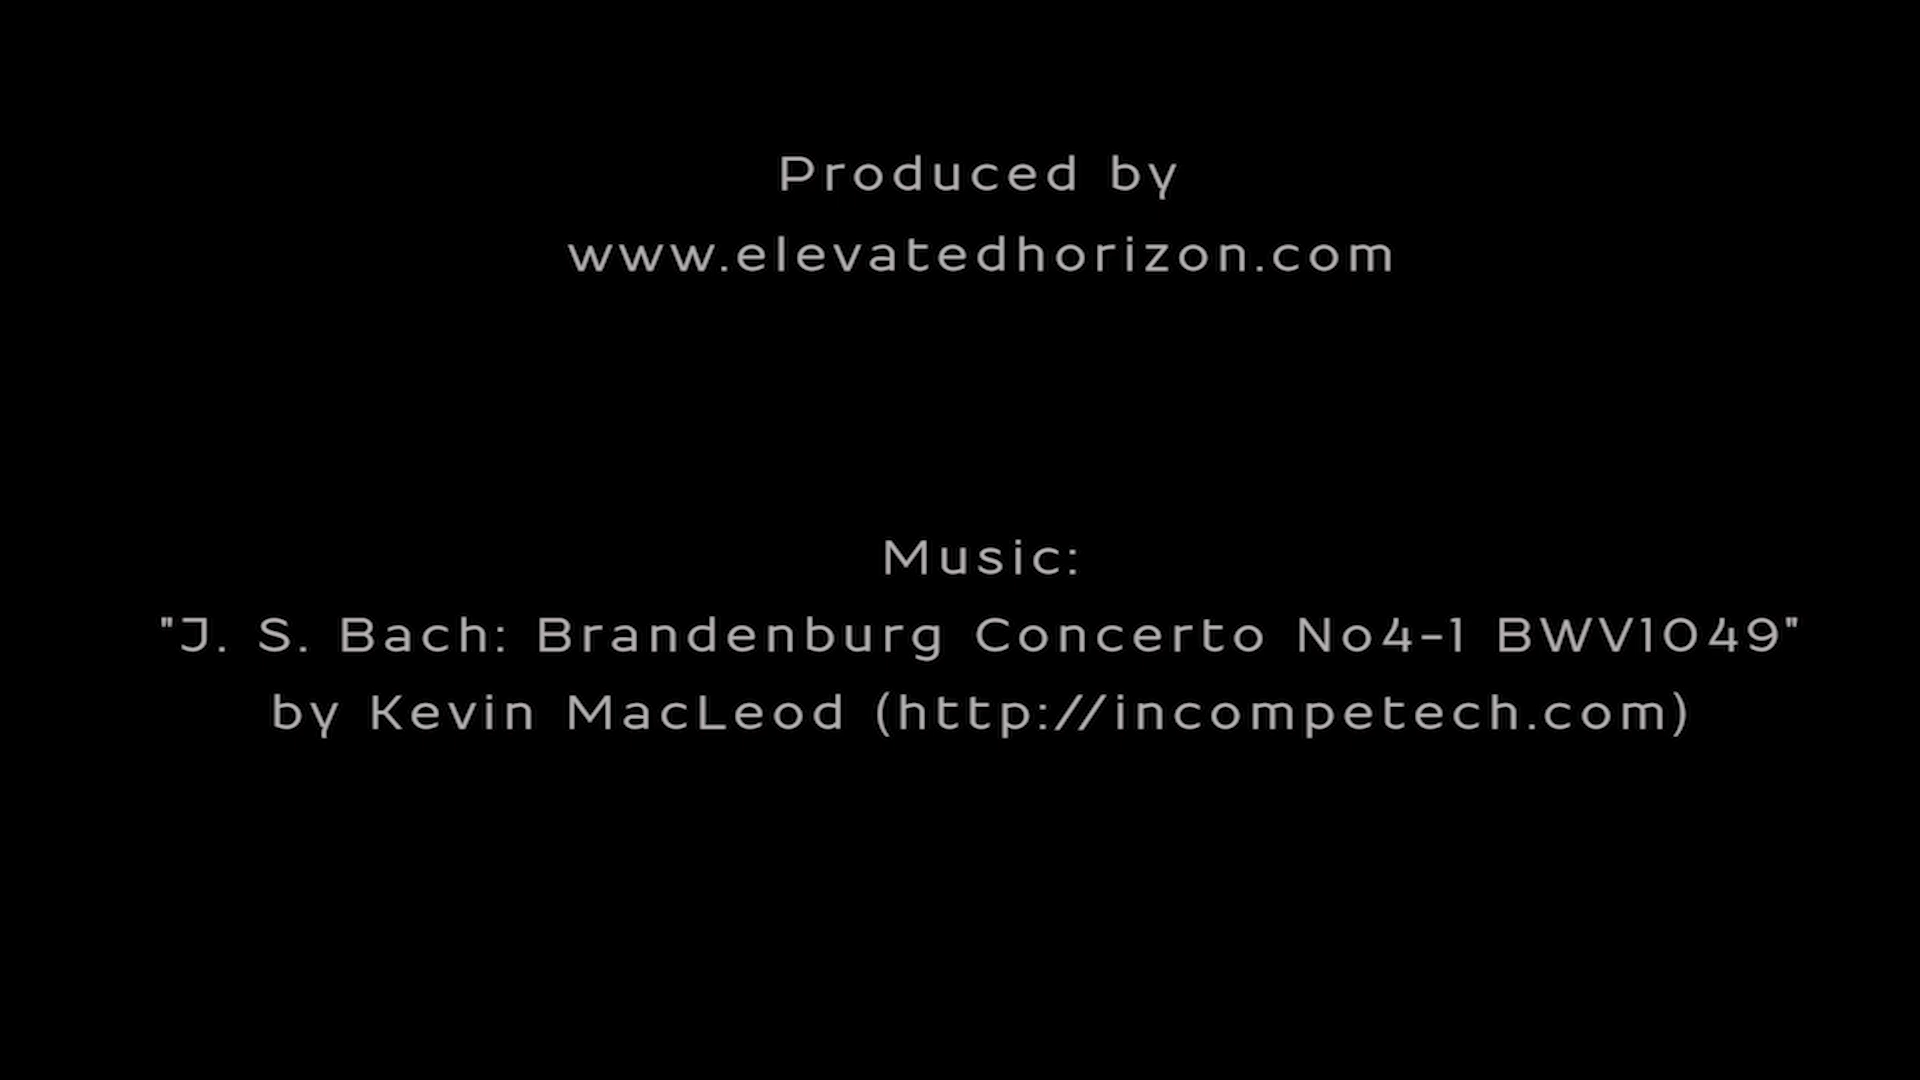 Produced by
www.elevatedhorizon.com
Music:
"J. S. Bach: Brandenburg Concerto No4-1 BWV1049"
by Kevin MacLeod (http://incompetech.com)